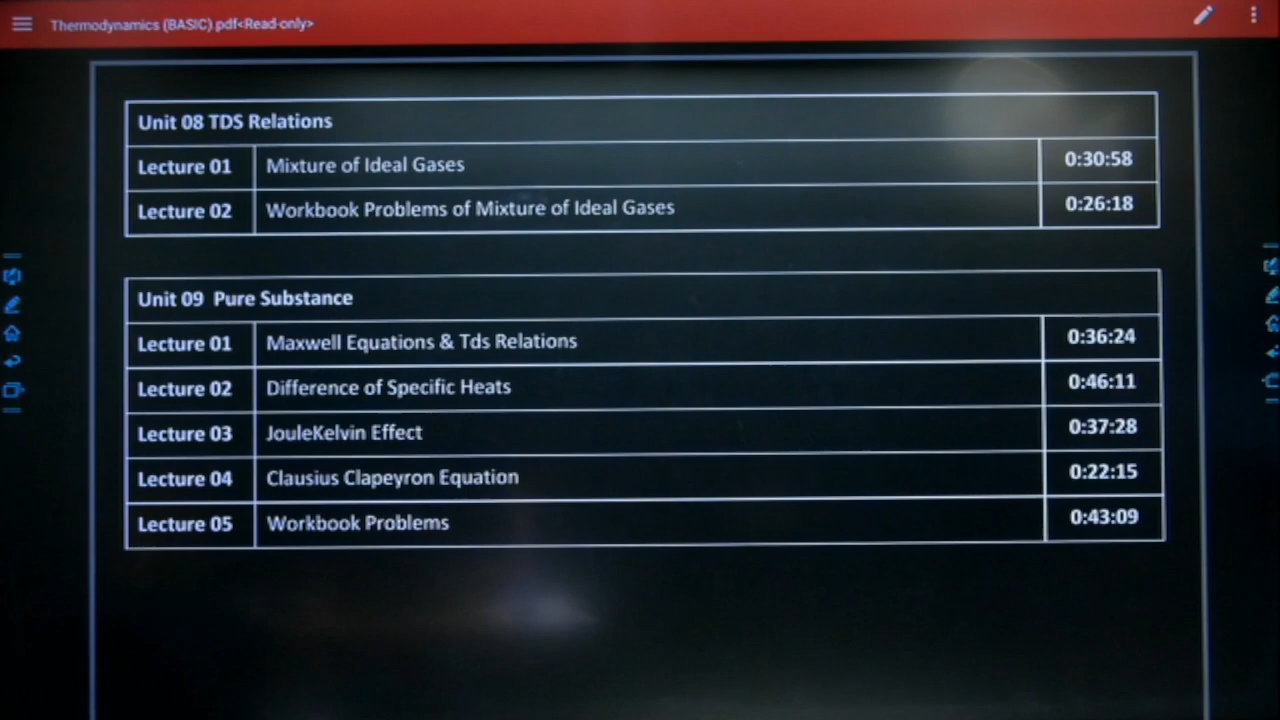 Thermodynamics (BASIC).pdf<Read-only>
Unit 08 TDS Relations
Lecture 01 Mixture of Ideal Gases 0:30:58
Lecture 02 Workbook Problems of Mixture of Ideal Gases 0:26:18
Unit 09 Pure Substance
Lecture 01 Maxwell Equations & Tds Relations 0:36:24
Lecture 02 Difference of Specific Heats 0:46:11
Lecture 03 JouleKelvin Effect 0:37:28
Lecture 04 Clausius Clapeyron Equation 0:22:15
Lecture 05 Workbook Problems 0:43:09